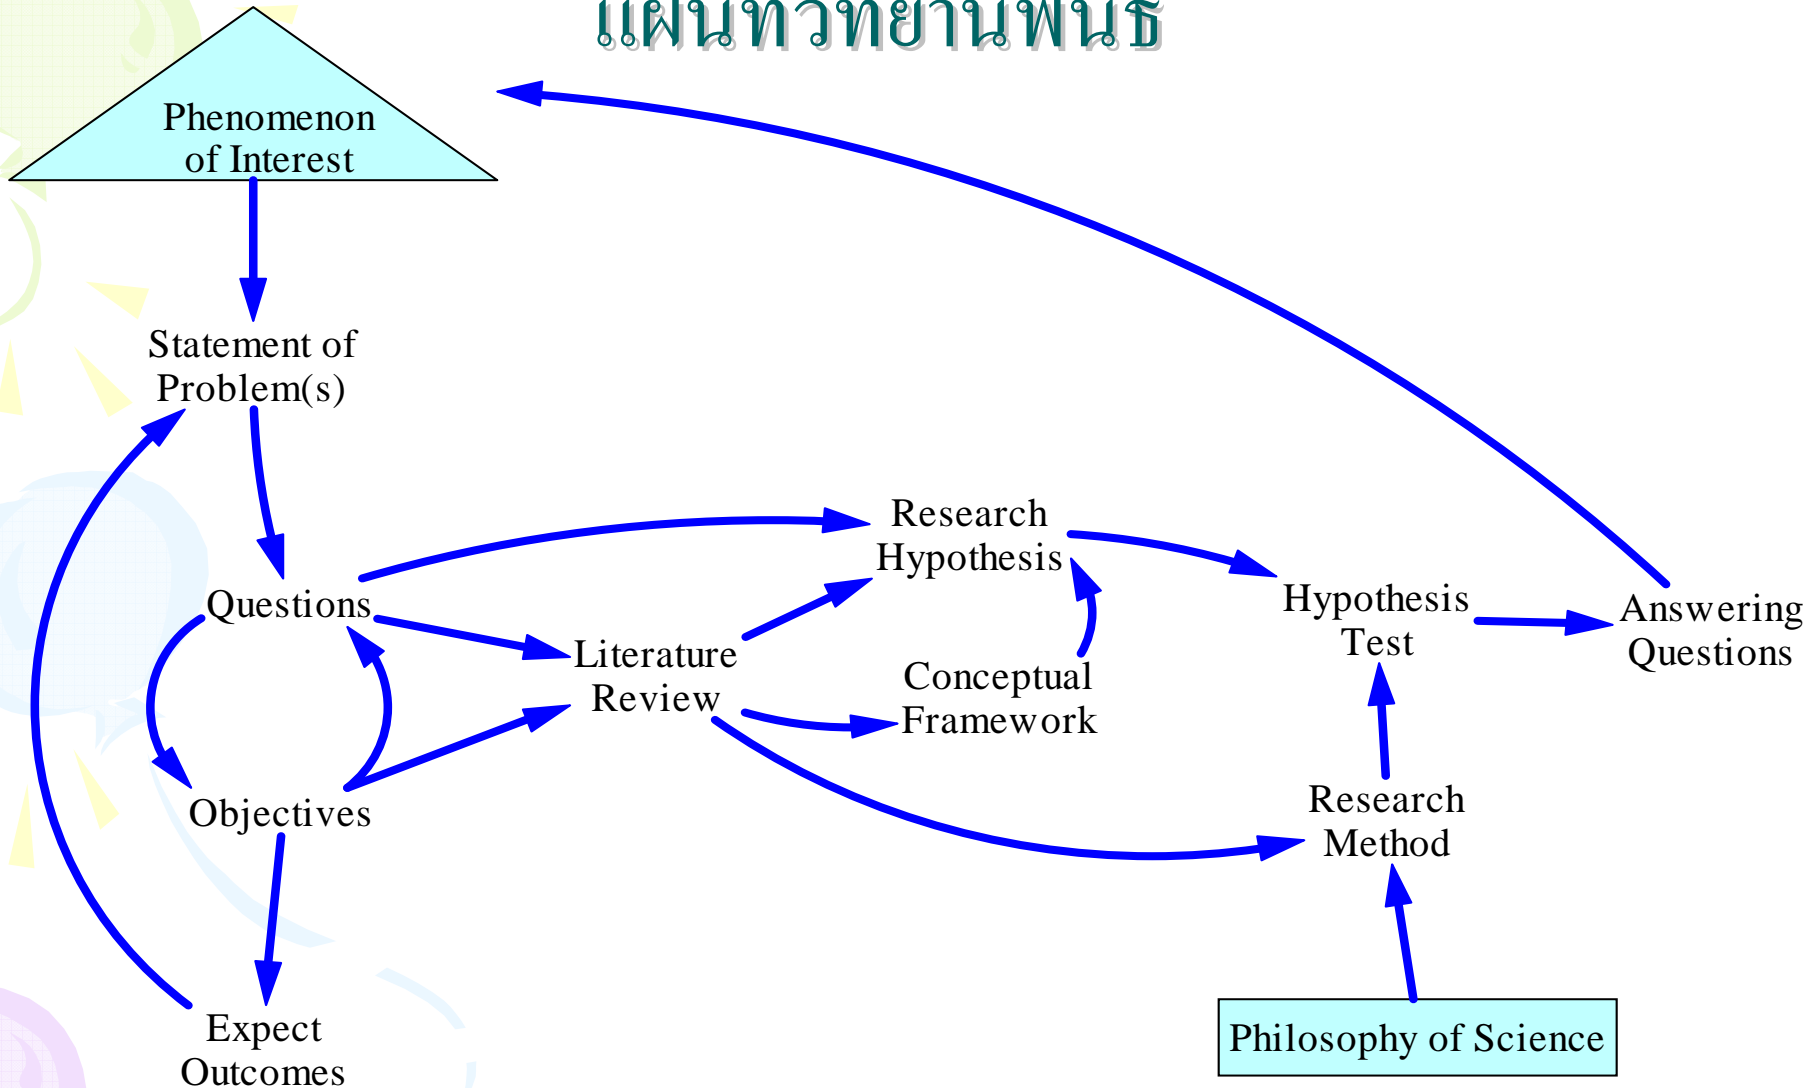 แผนที่วิทยานิพนธ์
Phenomenon
of Interest
Statement of
Problem(s)
Questions
Objectives
Expect
Outcomes
Literature
Review
Research
Hypothesis
Conceptual
Framework
Hypothesis
Test
Research
Method
Philosophy of Science
Answering
Questions